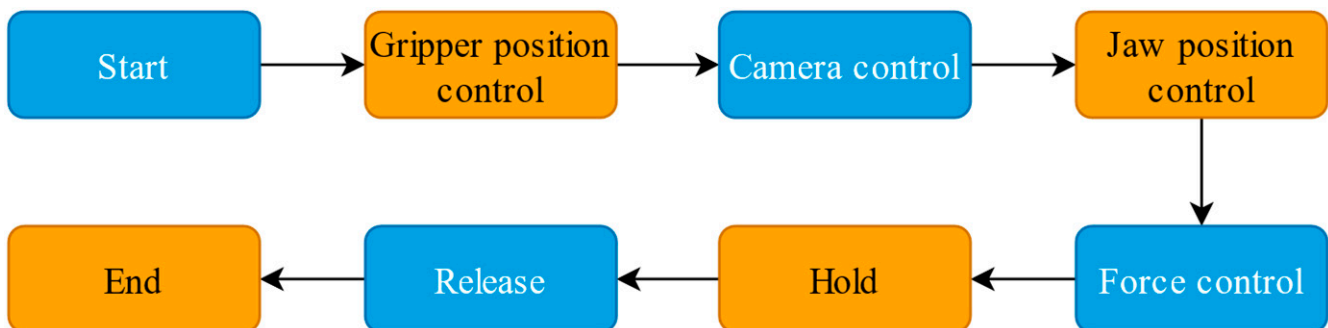 Start
Gripper position
control
Camera control
Jaw position
control
Force control
Hold
Release
End